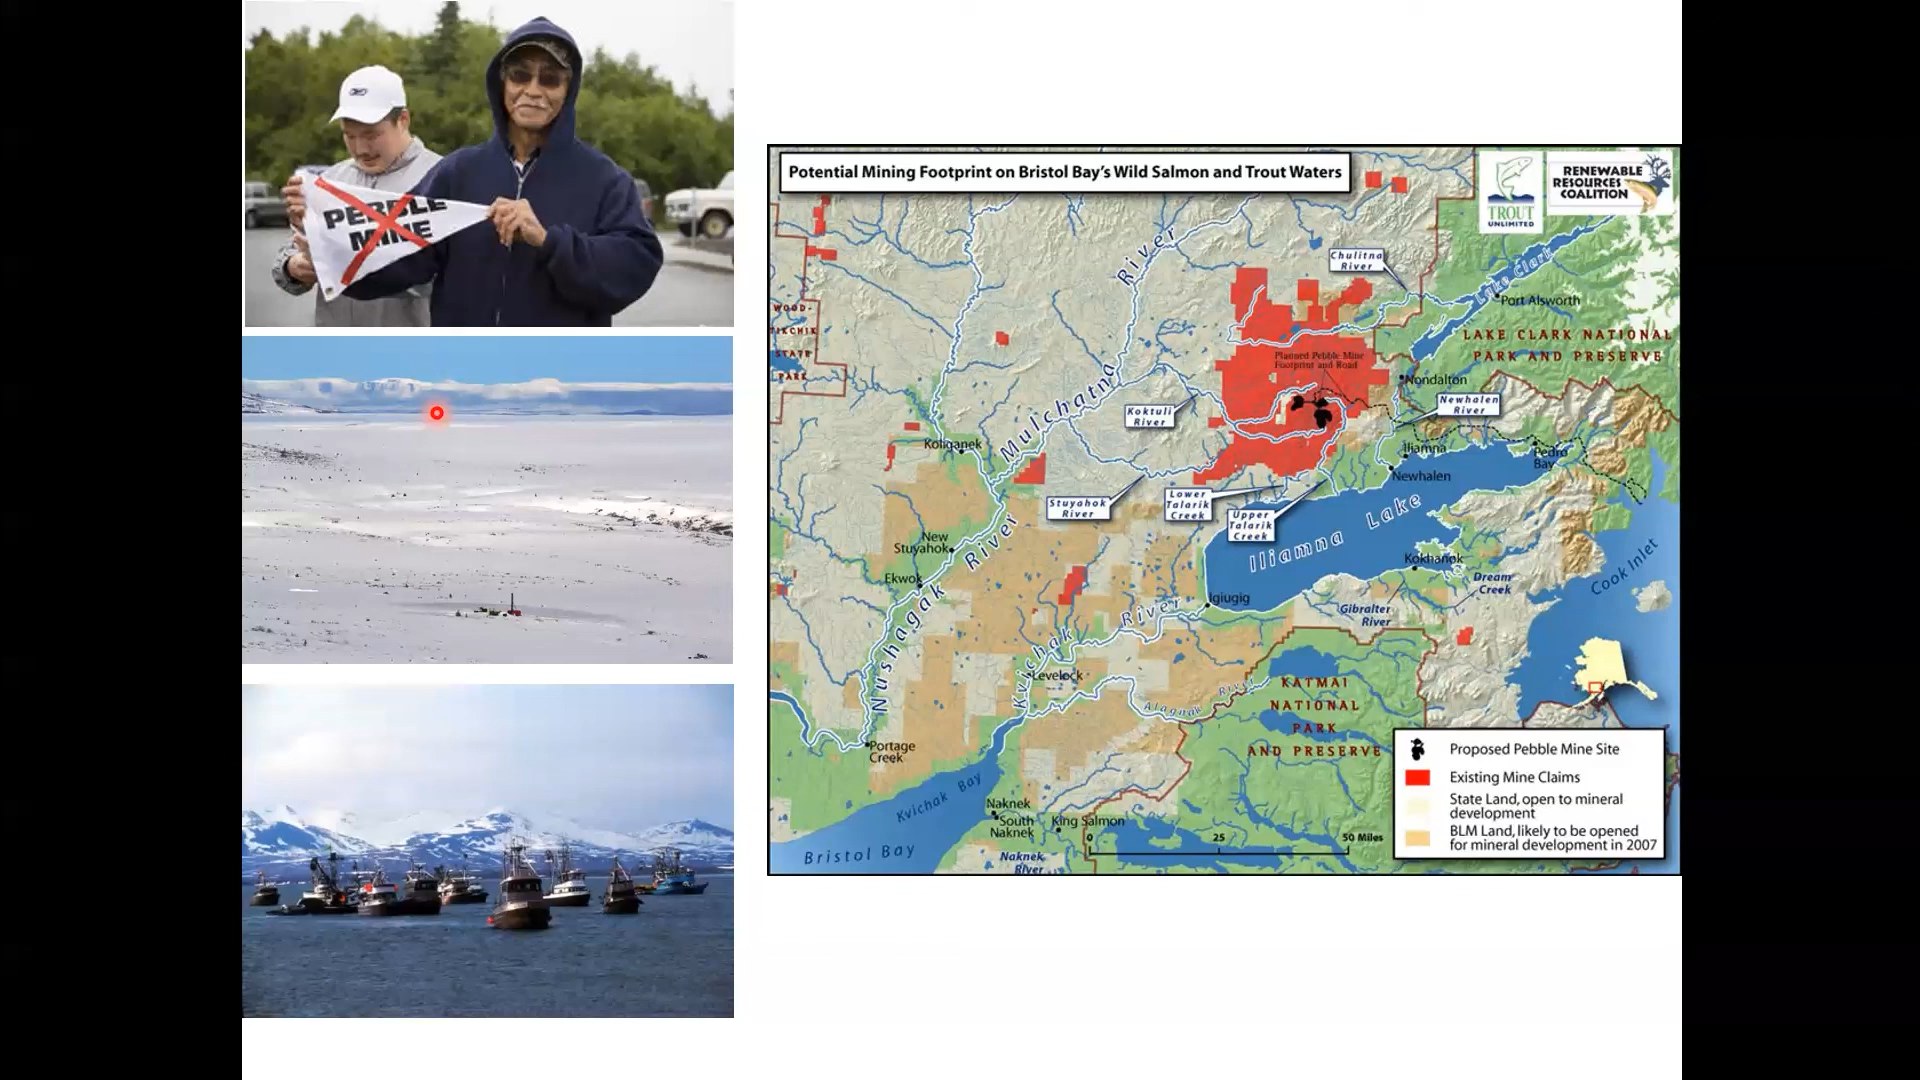 PEBBLE
MINE
Potential Mining Footprint on Bristol Bay's Wild Salmon and Trout Waters
TROUT
UNLIMITED
RENEWABLE
RESOURCES
COALITION
Chulitna
River
Lake Clark
Port Alsworth
LAKE CLARK NATIONAL
PARK AND PRESERVE
WOOD-
TIKCHIK
STATE
PARK
Mulchatna River
Planned Pebble Mine
Footprint and Road
Nondalton
Koktuli
River
Newhalen
River
Koliganek
Iliamna
Pedro
Bay
Newhalen
Stuyahok
River
Lower
Talarik
Creek
Upper
Talarik
Creek
Iliamna Lake
New
Stuyahok
Ekwok
Nushagak River
Kokhanok
Dream
Creek
Cook Inlet
Igiugig
Gibralter
River
Kvichak River
Levelock
Alagnak River
KATMAI
NATIONAL
PARK
AND PRESERVE
Portage
Creek
Kvichak Bay
Naknek
South
Naknek
King Salmon
Naknek
River
Bristol Bay
0 25 50 Miles
Proposed Pebble Mine Site
Existing Mine Claims
State Land, open to mineral
development
BLM Land, likely to be opened
for mineral development in 2007